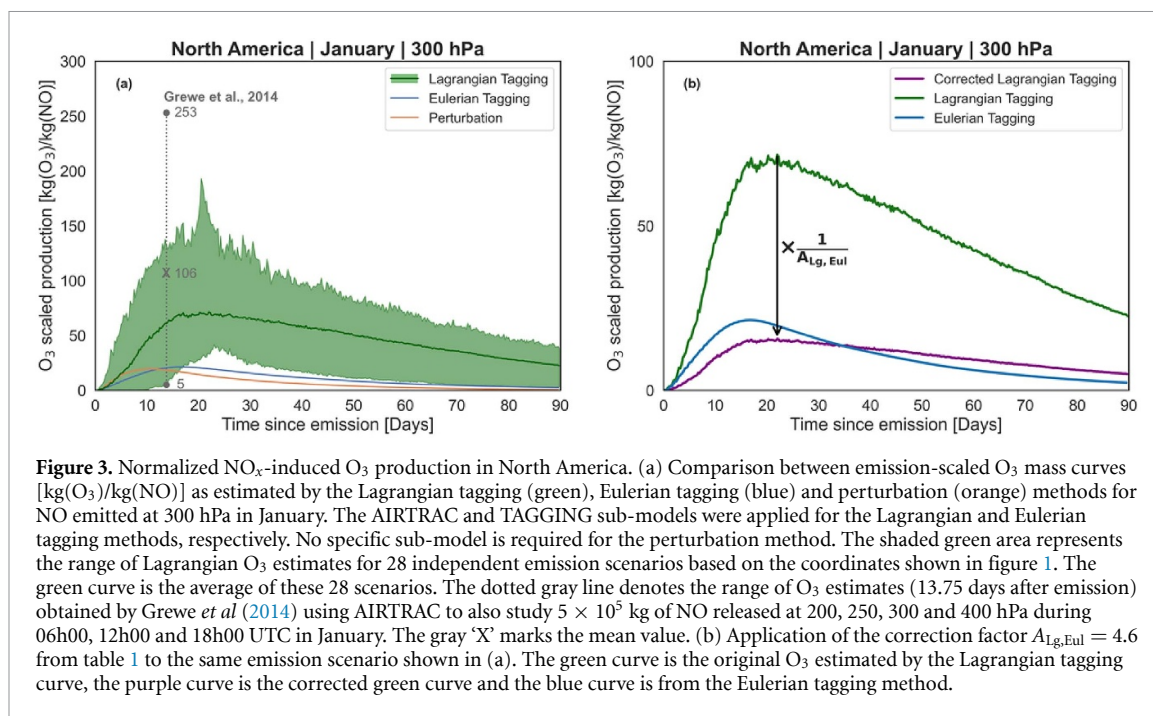 North America | January | 300 hPa
300
250
200
150
100
50
0
O₃ scaled production [kg(O₃)/kg(NO)]
(a)
Grewe et al., 2014
253
X 106
5
Lagrangian Tagging
Eulerian Tagging
Perturbation
0 10 20 30 40 50 60 70 80 90
Time since emission [Days]
North America | January | 300 hPa
100
50
0
O₃ scaled production [kg(O₃)/kg(NO)]
(b)
Corrected Lagrangian Tagging
Lagrangian Tagging
Eulerian Tagging
× 1
A_Lg, Eul
0 10 20 30 40 50 60 70 80 90
Time since emission [Days]
Figure 3. Normalized NOₓ-induced O₃ production in North America. (a) Comparison between emission-scaled O₃ mass curves
[kg(O₃)/kg(NO)] as estimated by the Lagrangian tagging (green), Eulerian tagging (blue) and perturbation (orange) methods for
NO emitted at 300 hPa in January. The AIRTRAC and TAGGING sub-models were applied for the Lagrangian and Eulerian
tagging methods, respectively. No specific sub-model is required for the perturbation method. The shaded green area represents
the range of Lagrangian O₃ estimates for 28 independent emission scenarios based on the coordinates shown in figure 1. The
green curve is the average of these 28 scenarios. The dotted gray line denotes the range of O₃ estimates (13.75 days after emission)
obtained by Grewe et al (2014) using AIRTRAC to also study 5 × 10⁵ kg of NO released at 200, 250, 300 and 400 hPa during
06h00, 12h00 and 18h00 UTC in January. The gray ‘X’ marks the mean value. (b) Application of the correction factor A_Lg,Eul = 4.6
from table 1 to the same emission scenario shown in (a). The green curve is the original O₃ estimated by the Lagrangian tagging
curve, the purple curve is the corrected green curve and the blue curve is from the Eulerian tagging method.